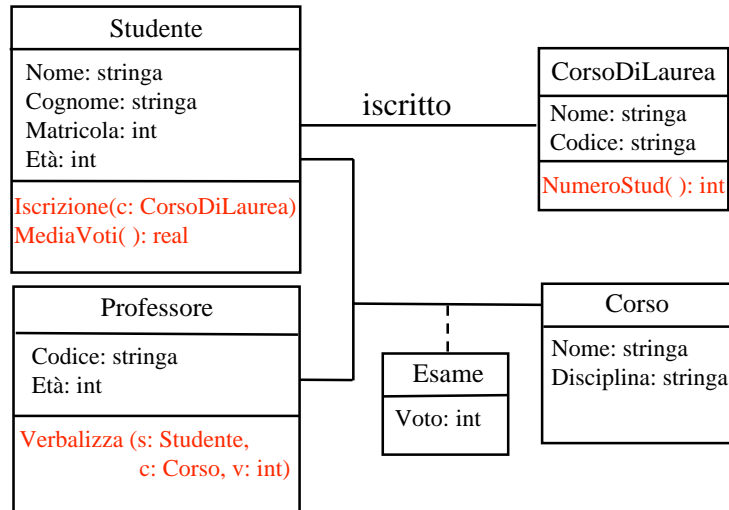 Studente
Nome: stringa
Cognome: stringa
Matricola: int
Età: int
Iscrizione(c: CorsoDiLaurea)
MediaVoti( ): real
iscritto
CorsoDiLaurea
Nome: stringa
Codice: stringa
NumeroStud( ): int
Professore
Codice: stringa
Età: int
Verbalizza (s: Studente,
c: Corso, v: int)
Esame
Voto: int
Corso
Nome: stringa
Disciplina: stringa